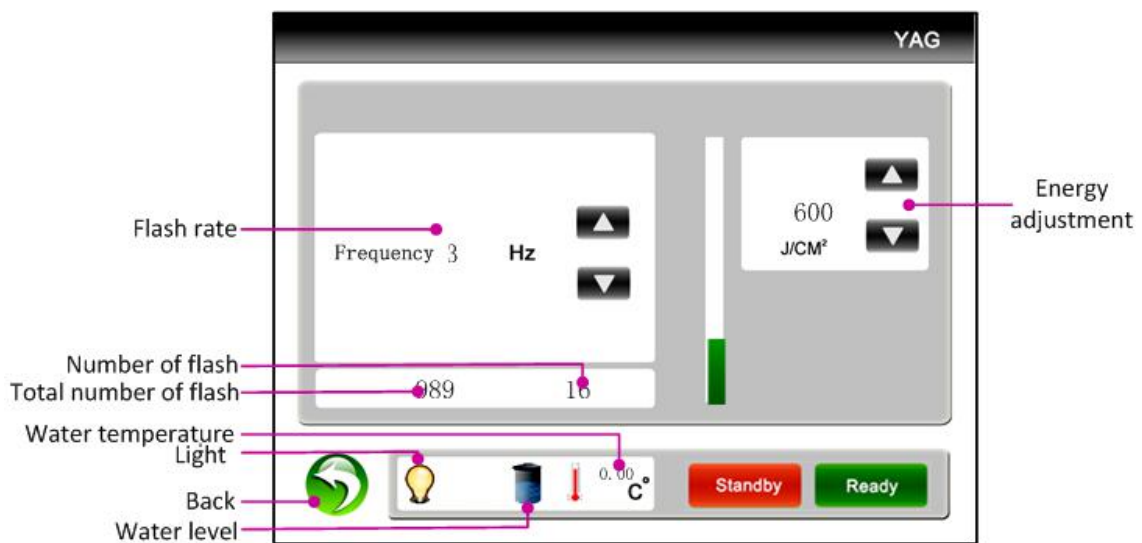 YAG
Energy
adjustment
600
J/CM²
Flash rate
Frequency 3 Hz
Number of flash
Total number of flash
989 16
Water temperature
Light
0.00
C°
Standby
Ready
Back
Water level